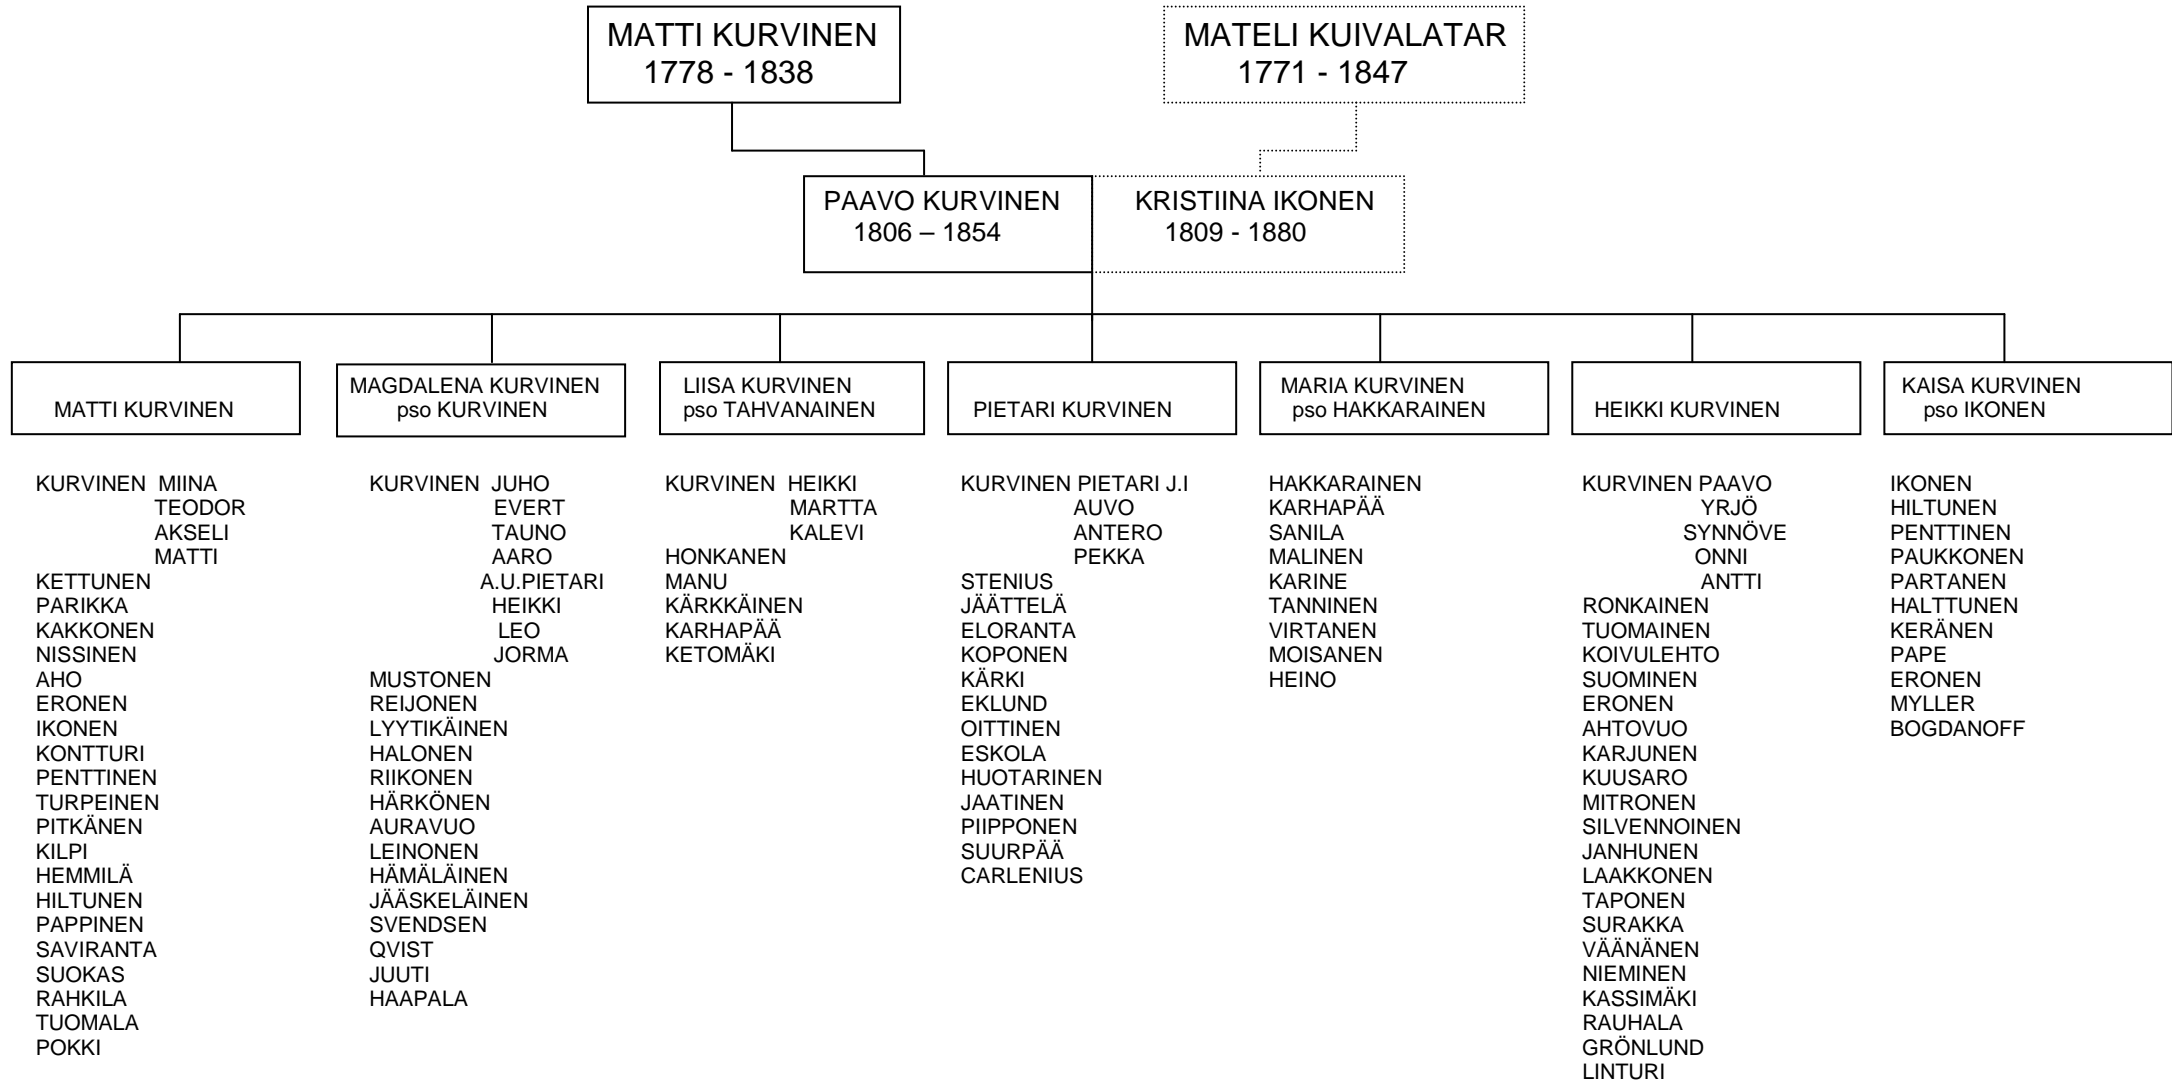 MATTI KURVINEN
1778 - 1838
MATELI KUIVALATAR
1771 - 1847
PAAVO KURVINEN
1806 – 1854
KRISTIINA IKONEN
1809 - 1880
MATTI KURVINEN
MAGDALENA KURVINEN
pso KURVINEN
LIISA KURVINEN
pso TAHVANAINEN
PIETARI KURVINEN
MARIA KURVINEN
pso HAKKARAINEN
HEIKKI KURVINEN
KAISA KURVINEN
pso IKONEN
KURVINEN MIINA
TEODOR
AKSELI
MATTI
KETTUNEN
PARIKKA
KAKKONEN
NISSINEN
AHO
ERONEN
IKONEN
KONTTURI
PENTTINEN
TURPEINEN
PITKÄNEN
KILPI
HEMMILÄ
HILTUNEN
PAPPINEN
SAVIRANTA
SUOKAS
RAHKILA
TUOMALA
POKKI
KURVINEN JUHO
EVERT
TAUNO
AARO
A.U.PIETARI
HEIKKI
LEO
JORMA
MUSTONEN
REIJONEN
LYYTIKÄINEN
HALONEN
RIIKONEN
HÄRKÖNEN
AURAVUO
LEINONEN
HÄMÄLÄINEN
JÄÄSKELÄINEN
SVENDSEN
QVIST
JUUTI
HAAPALA
KURVINEN HEIKKI
MARTTA
KALEVI
HONKANEN
MANU
KÄRKKÄINEN
KARHAPÄÄ
KETOMÄKI
KURVINEN PIETARI J.I
AUVO
ANTERO
PEKKA
STENIUS
JÄÄTTELÄ
ELORANTA
KOPONEN
KÄRKI
EKLUND
OITTINEN
ESKOLA
HUOTARINEN
JAATINEN
PIIPPONEN
SUURPÄÄ
CARLENIUS
HAKKARAINEN
KARHAPÄÄ
SANILA
MALINEN
KARINE
TANNINEN
VIRTANEN
MOISANEN
HEINO
KURVINEN PAAVO
YRJÖ
SYNNÖVE
ONNI
ANTTI
RONKAINEN
TUOMAINEN
KOIVULEHTO
SUOMINEN
ERONEN
AHTOVUO
KARJUNEN
KUUSARO
MITRONEN
SILVENNOINEN
JANHUNEN
LAAKKONEN
TAPONEN
SURAKKA
VÄÄNÄNEN
NIEMINEN
KASSIMÄKI
RAUHALA
GRÖNLUND
LINTURI
IKONEN
HILTUNEN
PENTTINEN
PAUKKONEN
PARTANEN
HALTTUNEN
KERÄNEN
PAPE
ERONEN
MYLLER
BOGDANOFF